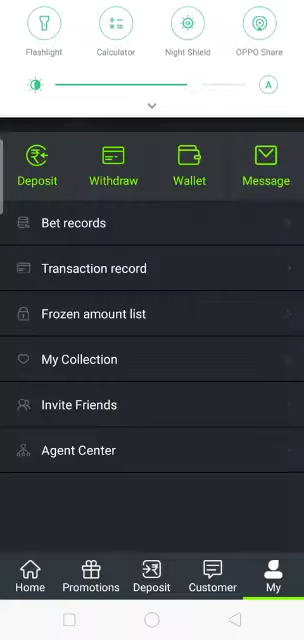 Flashlight Calculator Night Shield OPPO Share
A
Deposit Withdraw Wallet Message
Bet records
Transaction record
Frozen amount list
My Collection
Invite Friends
Agent Center
Home Promotions Deposit Customer My